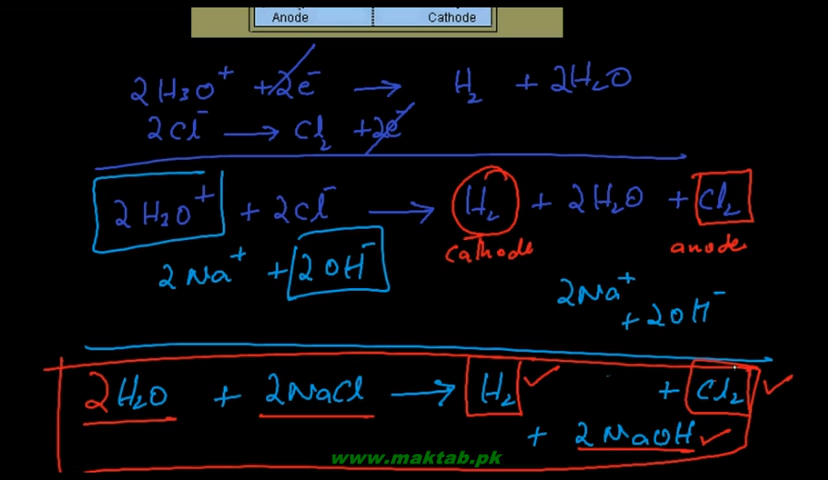 Anode Cathode
2H₃O⁺ + 2e⁻ → H₂ + 2H₂O
2Cl⁻ → Cl₂ + 2e⁻
2H₃O⁺ + 2Cl⁻ → H₂ + 2H₂O + Cl₂
cathode anode
2Na⁺ + 2OH⁻ 2Na⁺
+ 2OH⁻
2H₂O + 2NaCl → H₂ + Cl₂
+ 2NaOH
www.maktab.pk